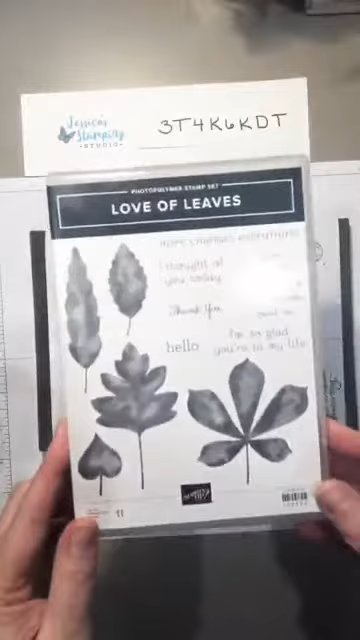 Jessica's
Stamping
STUDIO
3T4K6KDT
PHOTOPOLYMER STAMP SET
LOVE OF LEAVES
I thought of
you today
Thank You
hello
I'm so glad
you're in my life
11